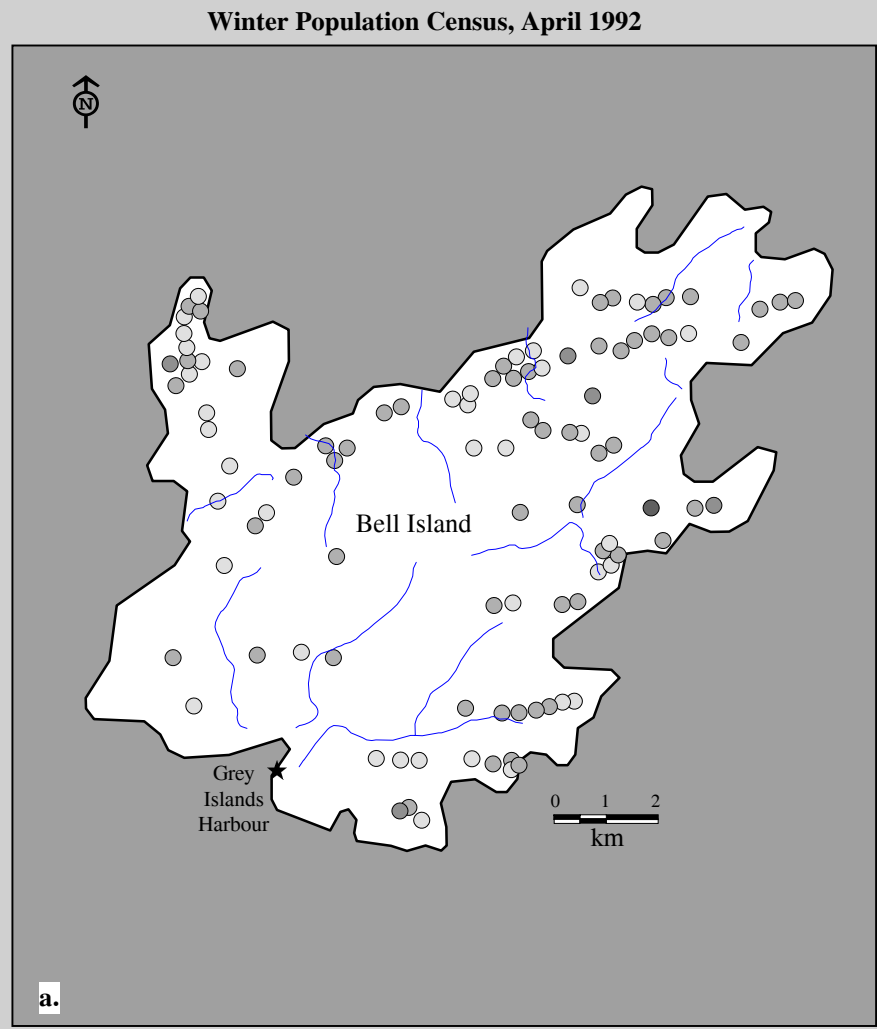 Winter Population Census, April 1992
N
Bell Island
Grey
Islands
Harbour
0 1 2
km
a.